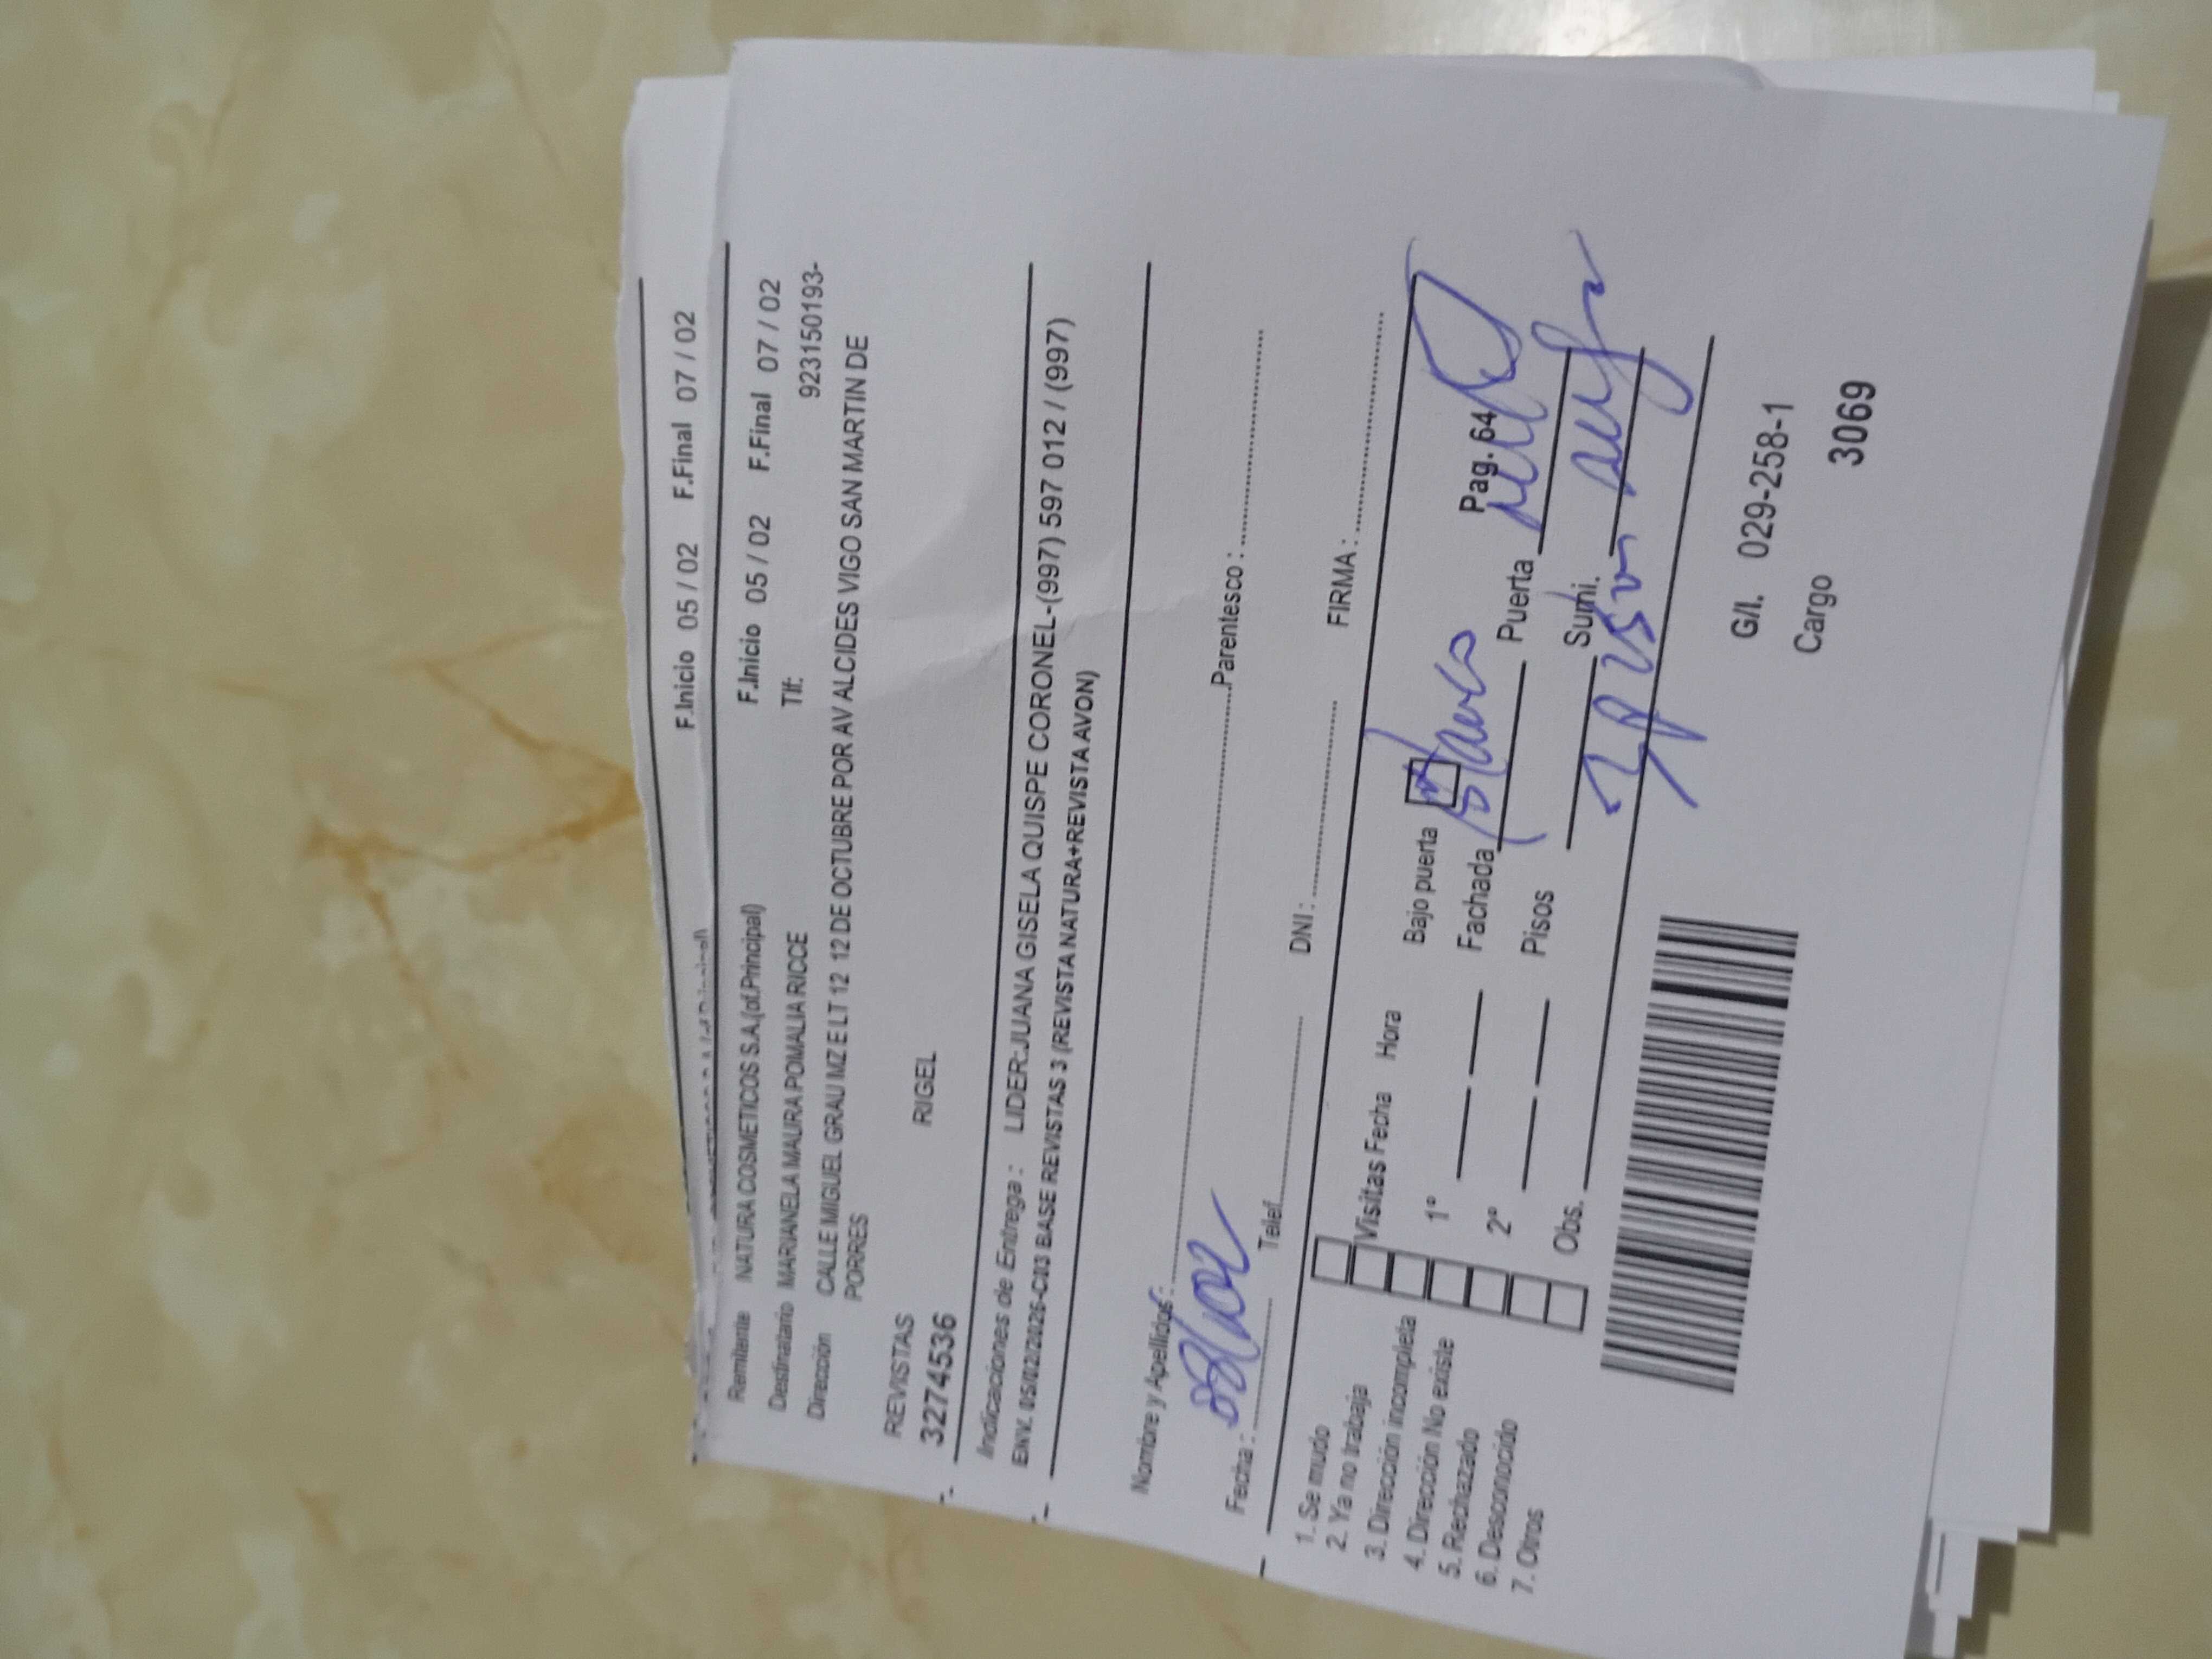 F.Inicio 05 / 02 F.Final 07 / 02
Remitente NATURA COSMETICOS S.A.(of.Principal) F.Inicio 05 / 02 F.Final 07 / 02
Destinatario MARIANELA MAURA POMALIA RICCE Tlf: 923150193-
Dirección CALLE MIGUEL GRAU MZ E LT 12 12 DE OCTUBRE POR AV ALCIDES VIGO SAN MARTIN DE
PORRES
REVISTAS
3274536 RIGEL
Indicaciones de Entrega : LIDER:JUANA GISELA QUISPE CORONEL-(997) 597 012 / (997)
ENV. 05/02/2026-C03 BASE REVISTAS 3 (REVISTA NATURA+REVISTA AVON)
Nombre y Apellidos : Parentesco :
Fecha : 08/02 Telef. DNI : FIRMA :
1. Se mudo
2. Ya no trabaja
3. Dirección incompleta
4. Dirección No existe
5. Rechazado
6. Desconocido
7. Otros
Visitas Fecha Hora
1º
2º
Obs.
Bajo puerta Pag. 64
Fachada Blanco Puerta
Pisos Sumi.
G/I. 029-258-1
Cargo 3069